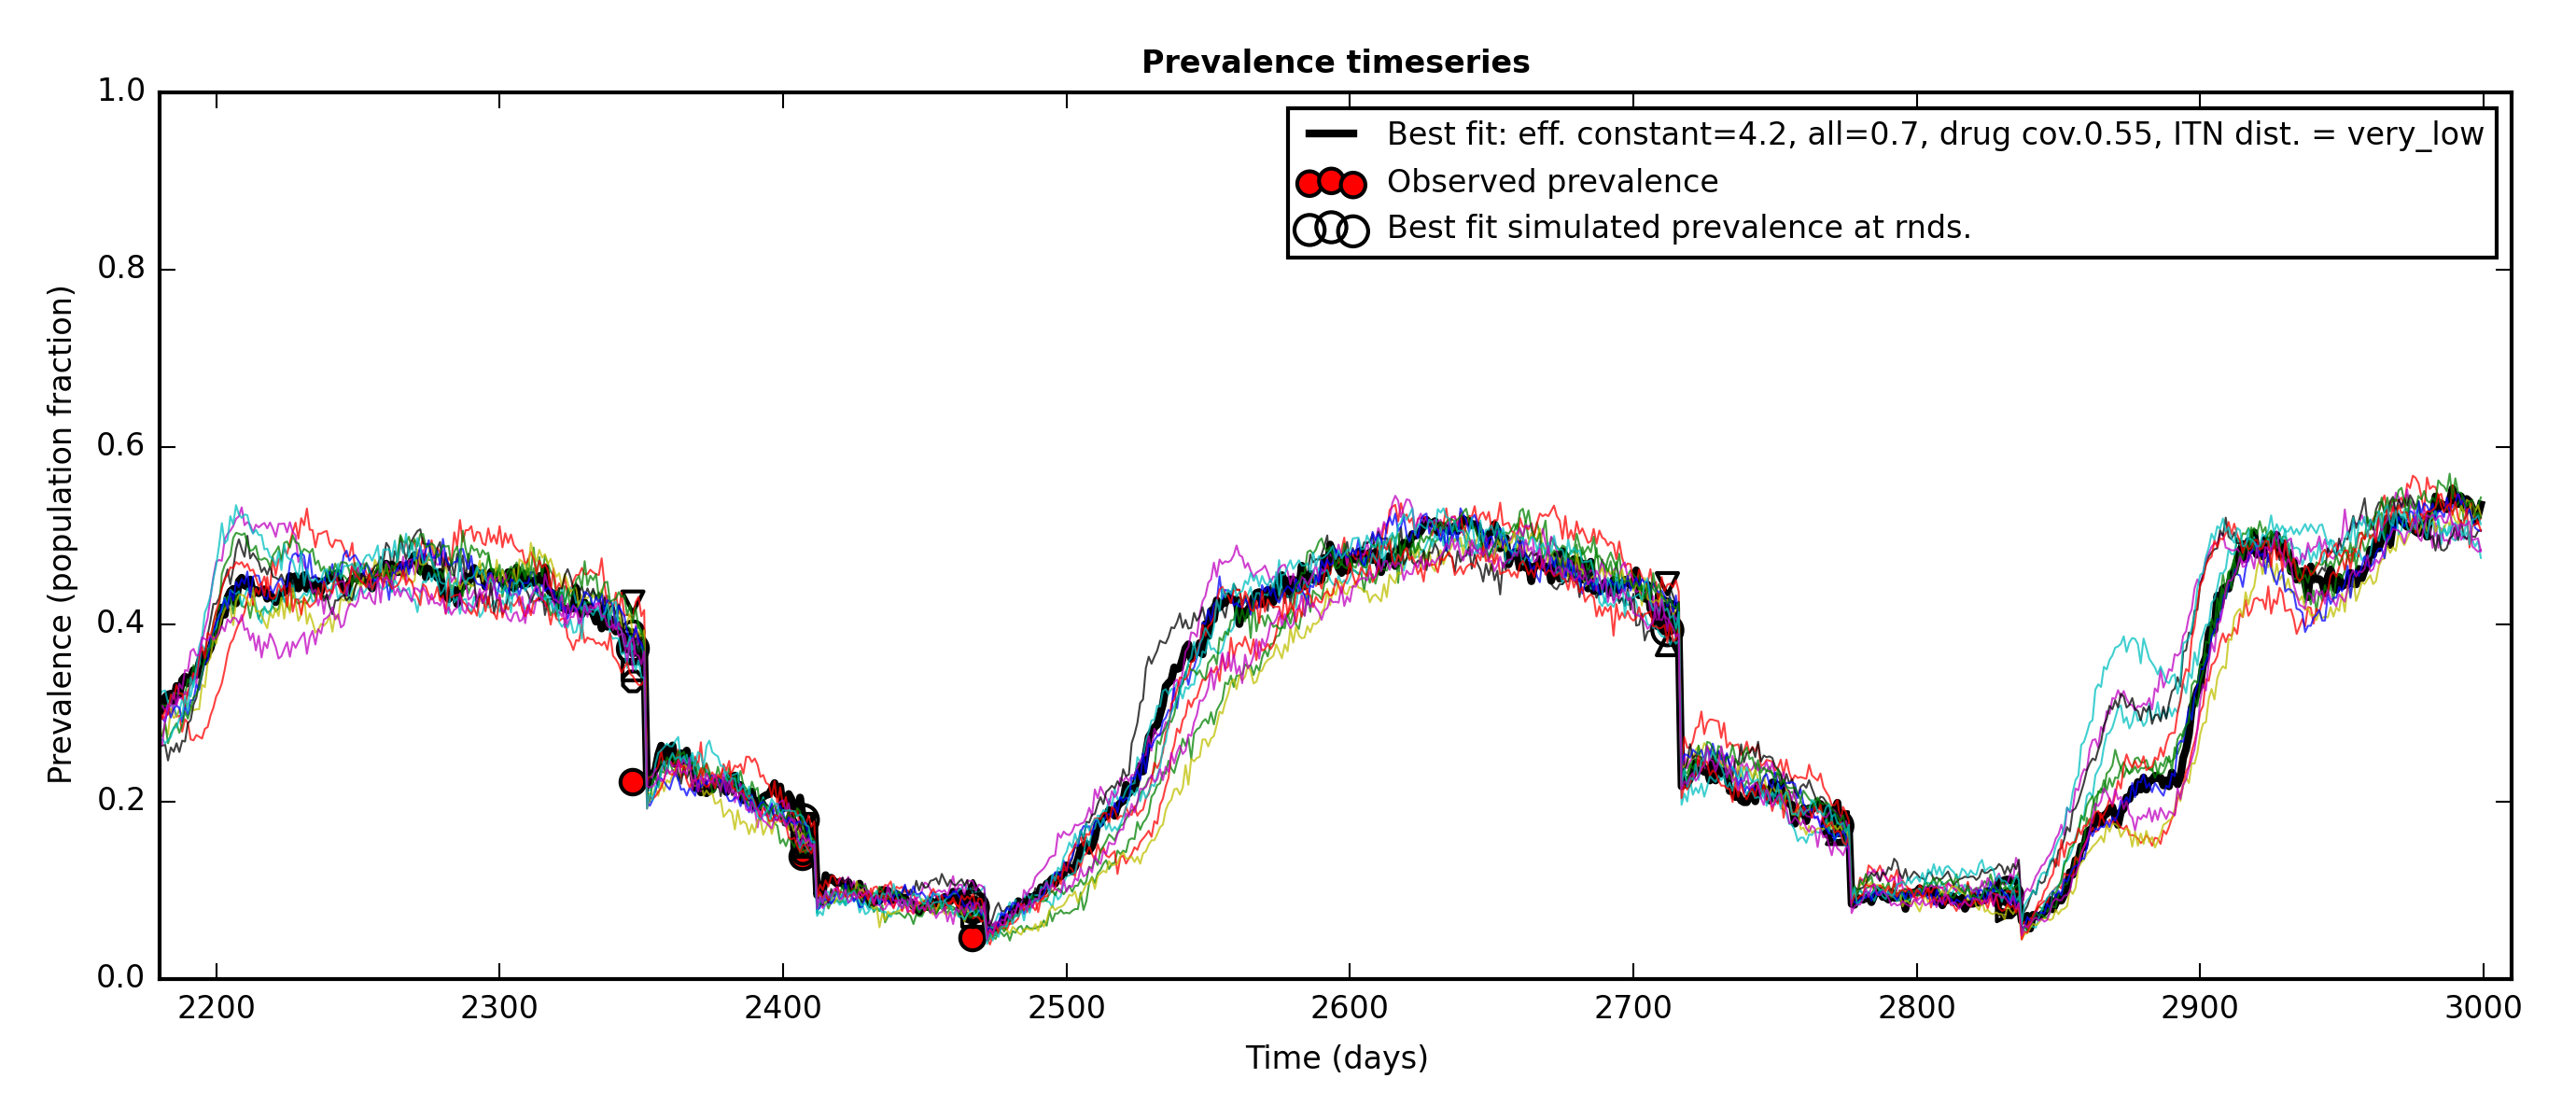 Prevalence timeseries
1.0
0.8
0.6
0.4
0.2
0.0
Prevalence (population fraction)
Best fit: eff. constant=4.2, all=0.7, drug cov.0.55, ITN dist. = very_low
Observed prevalence
Best fit simulated prevalence at rnds.
2200 2300 2400 2500 2600 2700 2800 2900 3000
Time (days)